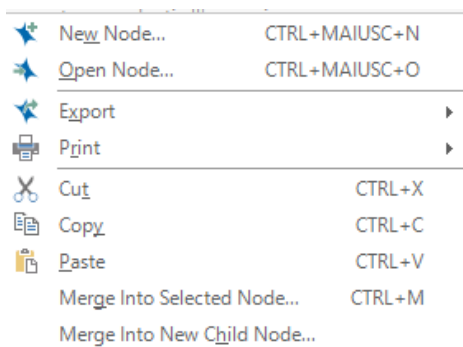 New Node... CTRL+MAIUSC+N
Open Node... CTRL+MAIUSC+O
Export
Print
Cut CTRL+X
Copy CTRL+C
Paste CTRL+V
Merge Into Selected Node... CTRL+M
Merge Into New Child Node...